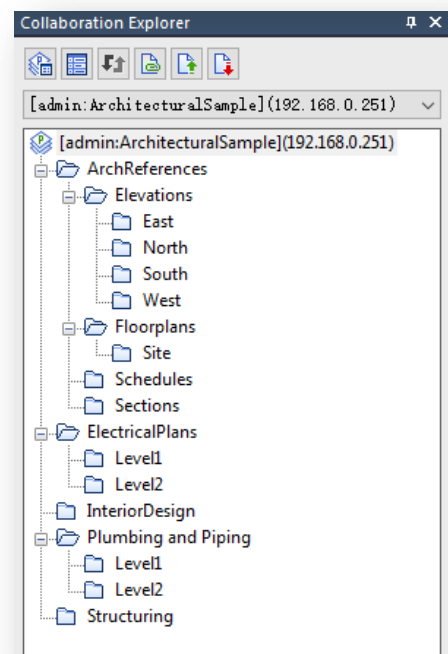 Collaboration Explorer
[admin:ArchitecturalSample](192.168.0.251)
[admin:ArchitecturalSample](192.168.0.251)
ArchReferences
Elevations
East
North
South
West
Floorplans
Site
Schedules
Sections
ElectricalPlans
Level1
Level2
InteriorDesign
Plumbing and Piping
Level1
Level2
Structuring